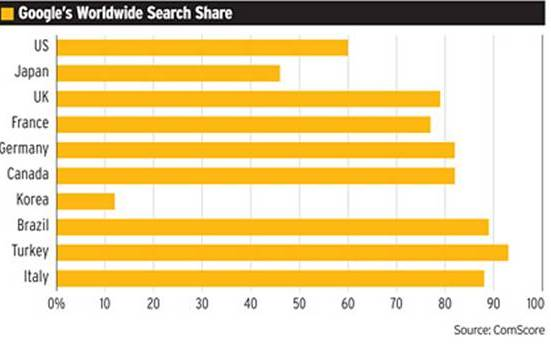 Google's Worldwide Search Share
US
Japan
UK
France
Germany
Canada
Korea
Brazil
Turkey
Italy
0% 10 20 30 40 50 60 70 80 90 100
Source: ComScore